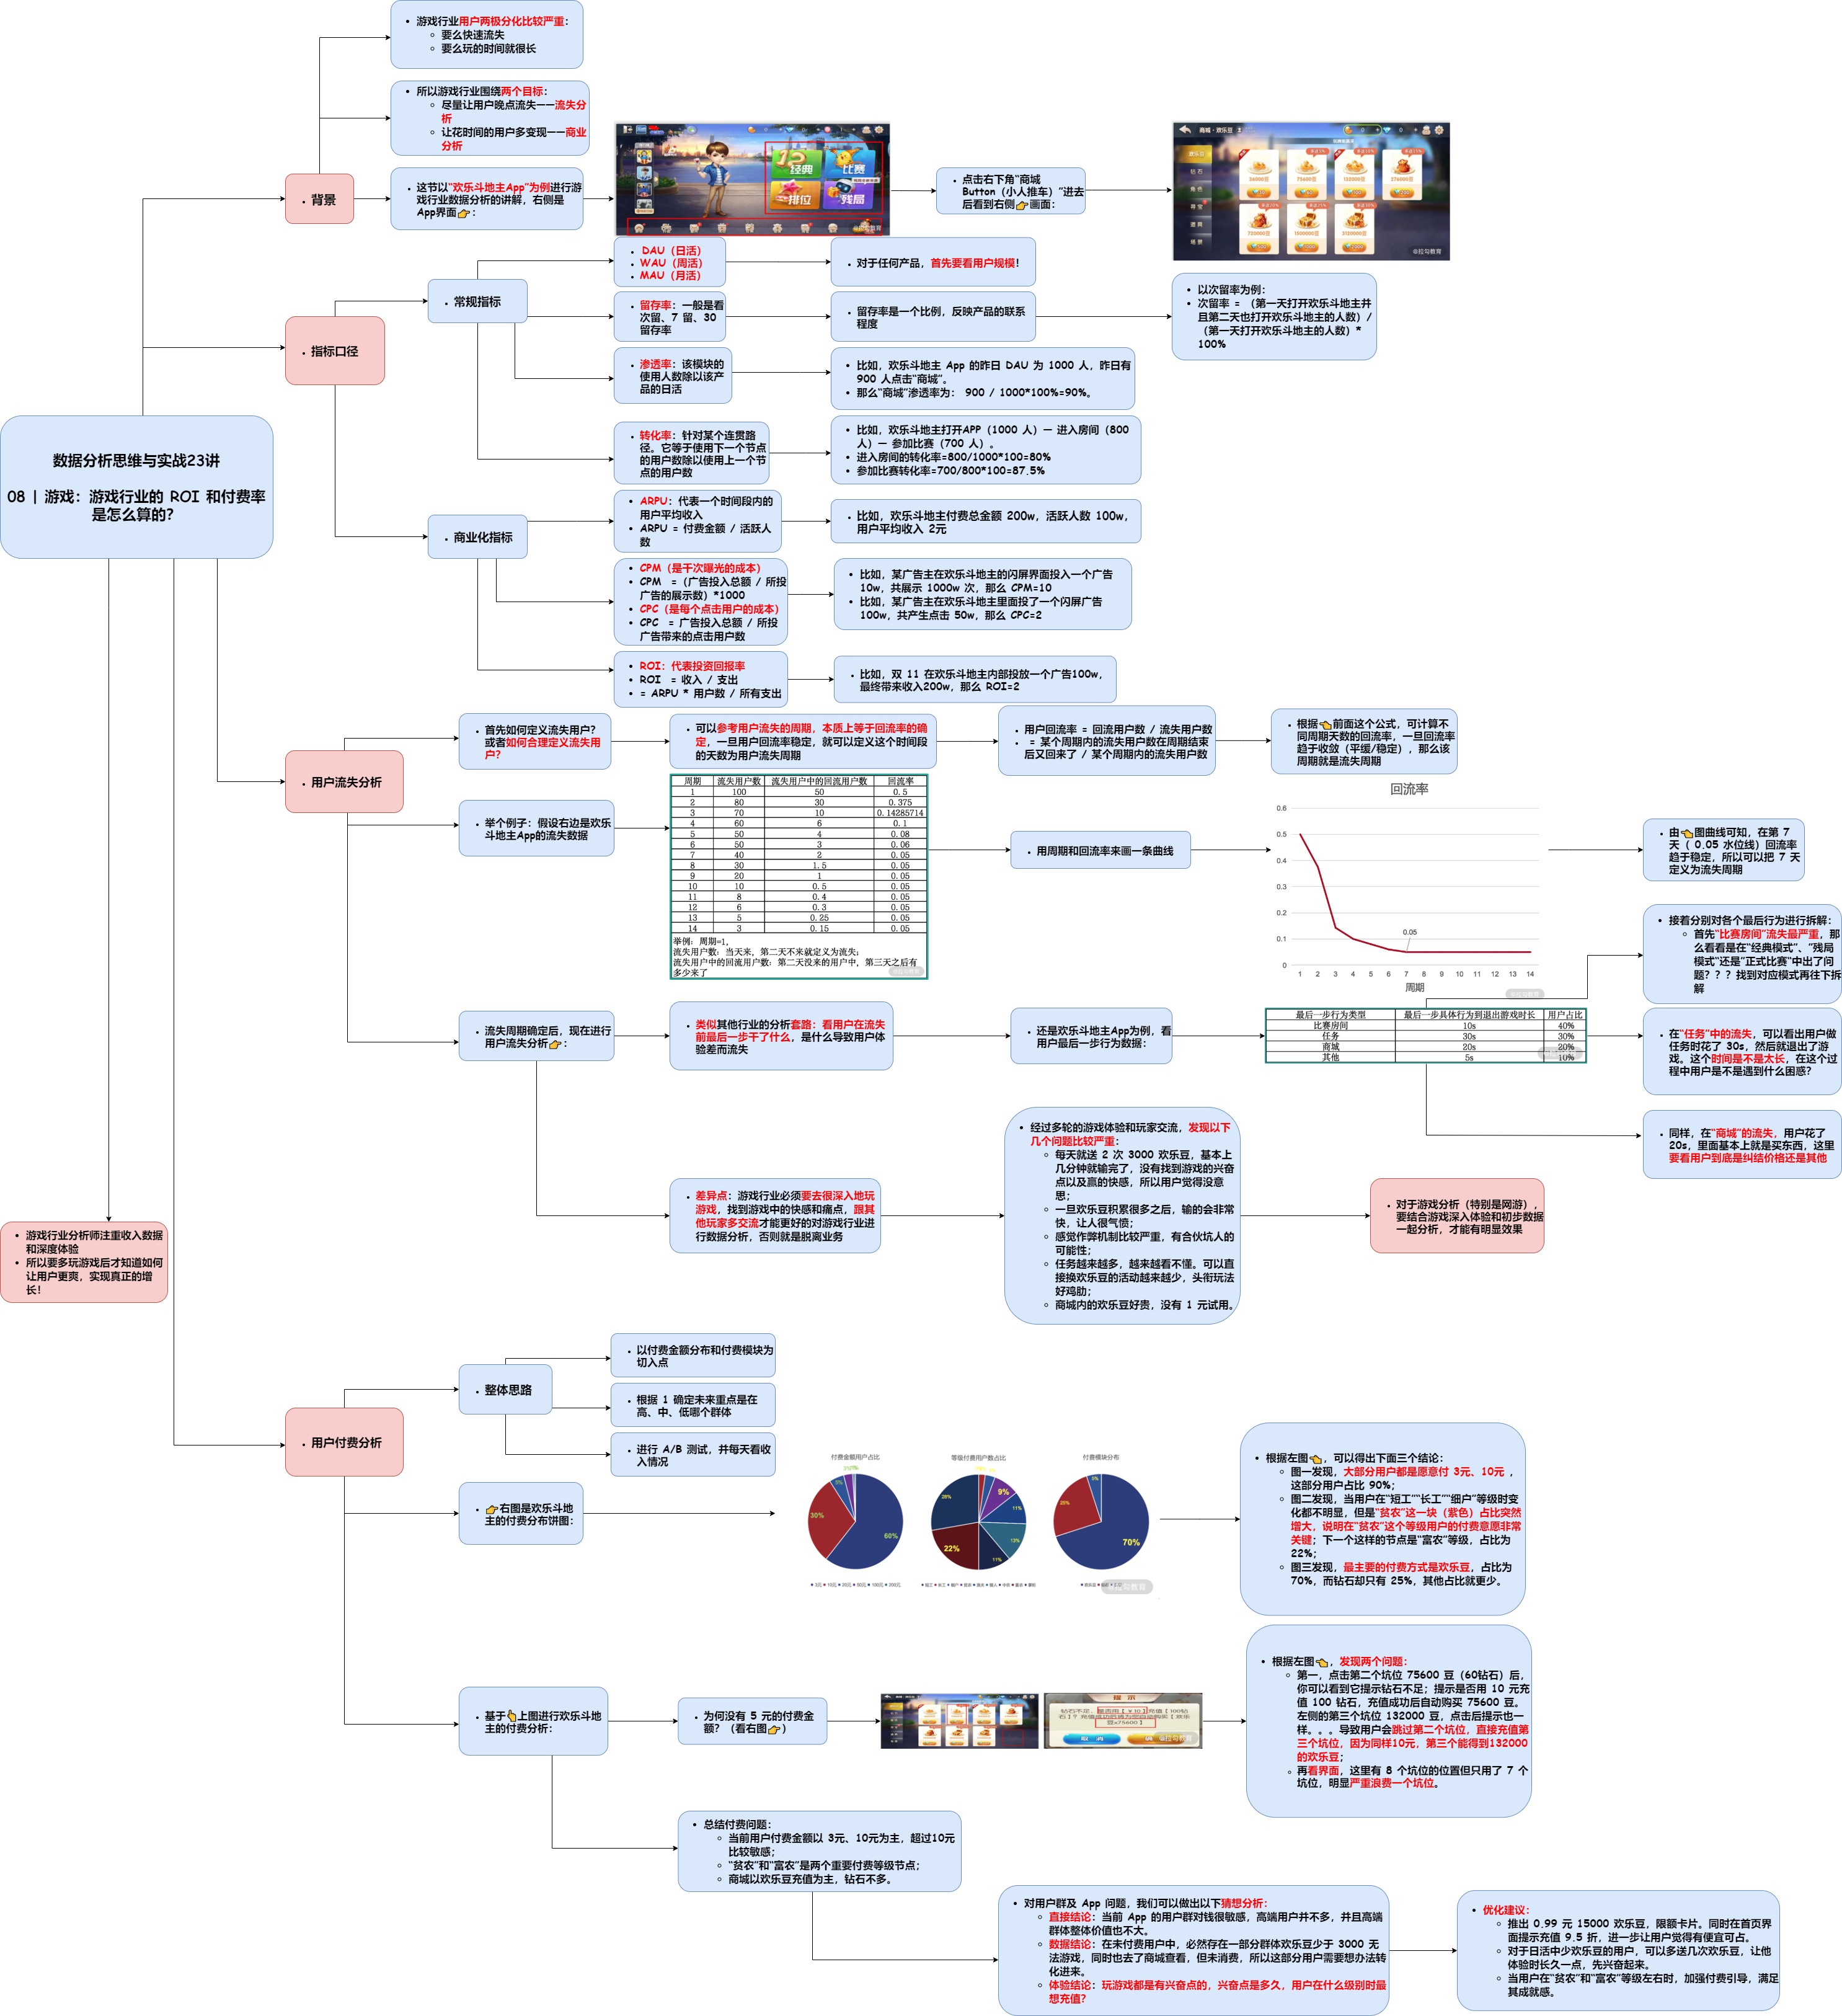 数据分析思维与实战23讲
08 | 游戏：游戏行业的 ROI 和付费率
是怎么算的？
背景
游戏行业用户两极分化比较严重：
要么快速流失
要么玩的时间就很长
所以游戏行业围绕两个目标：
尽量让用户晚点流失——流失分
析
让花时间的用户多变现——商业
分析
这节以“欢乐斗地主App”为例进行游
戏行业数据分析的讲解，右侧是
App界面👉：
经典
比赛
排位
残局
点击右下角“商城
Button（小人推车）”进去
后看到右侧👉画面：
商城·欢乐豆
欢乐豆
钻石
角色
36000豆
75600豆
132000豆
276000豆
720000豆
3120000豆
@拉勾教育
指标口径
常规指标
DAU（日活）
WAU（周活）
MAU（月活）
对于任何产品，首先要看用户规模！
留存率：一般是看
次留、7 留、30
留存率
留存率是一个比例，反映产品的联系
程度
以次留率为例：
次留率 = （第一天打开欢乐斗地主并
且第二天也打开欢乐斗地主的人数）/
（第一天打开欢乐斗地主的人数）*
100%
渗透率：该模块的
使用人数除以该产
品的日活
比如，欢乐斗地主 App 的昨日 DAU 为 1000 人，昨日有
900 人点击“商城”。
那么“商城”渗透率为： 900 / 1000*100%=90%。
转化率：针对某个连贯路
径。它等于使用下一个节点
的用户数除以使用上一个节
点的用户数
比如，欢乐斗地主打开APP（1000 人）— 进入房间（800
人）— 参加比赛（700 人）。
进入房间的转化率=800/1000*100=80%
参加比赛转化率=700/800*100=87.5%
商业化指标
ARPU：代表一个时间段内的
用户平均收入
ARPU = 付费金额 / 活跃人
数
比如，欢乐斗地主付费总金额 200w，活跃人数 100w，
用户平均收入 2元
CPM（是千次曝光的成本）
CPM =（广告投入总额 / 所投
广告的展示数）*1000
CPC（是每个点击用户的成本）
CPC = 广告投入总额 / 所投
广告带来的点击用户数
比如，某广告主在欢乐斗地主的闪屏界面投入一个广告
10w，共展示 1000w 次，那么 CPM=10
比如，某广告主在欢乐斗地主里面投了一个闪屏广告
100w，共产生点击 50w，那么 CPC=2
ROI：代表投资回报率
ROI = 收入 / 支出
= ARPU * 用户数 / 所有支出
比如，双 11 在欢乐斗地主内部投放一个广告100w，
最终带来收入200w，那么 ROI=2
用户流失分析
首先如何定义流失用户？
或者如何合理定义流失用
户？
可以参考用户流失的周期，本质上等于回流率的确
定，一旦用户回流率稳定，就可以定义这个时间段
的天数为用户流失周期
用户回流率 = 回流用户数 / 流失用户数
= 某个周期内的流失用户数在周期结束
后又回来了 / 某个周期内的流失用户数
根据👈前面这个公式，可计算不
同周期天数的回流率，一旦回流率
趋于收敛（平缓/稳定），那么该
周期就是流失周期
举个例子：假设右边是欢乐
斗地主App的流失数据
周期 流失用户数 流失用户中的回流用户数 回流率
1 100 50 0.5
2 80 30 0.375
3 70 10 0.14285714
4 60 6 0.1
5 50 4 0.08
6 50 3 0.06
7 40 2 0.05
8 30 1.5 0.05
9 20 1 0.05
10 10 0.5 0.05
11 8 0.4 0.05
12 6 0.3 0.05
13 5 0.25 0.05
14 3 0.15 0.05
举例：周期=1，
流失用户数：当天来，第二天不来就定义为流失；
流失用户中的回流用户数：第二天没来的用户中，第三天之后有
多少来了
用周期和回流率来画一条曲线
回流率
0.6
0.5
0.4
0.3
0.2
0.1
0
0.05
1 2 3 4 5 6 7 8 9 10 11 12 13 14
周期
由👈图曲线可知，在第 7
天（ 0.05 水位线）回流率
趋于稳定，所以可以把 7 天
定义为流失周期
流失周期确定后，现在进行
用户流失分析👉：
类似其他行业的分析套路：看用户在流失
前最后一步干了什么，是什么导致用户体
验差而流失
还是欢乐斗地主App为例，看
用户最后一步行为数据：
最后一步行为类型 最后一步具体行为到退出游戏时长 用户占比
比赛房间 10s 40%
任务 30s 30%
商城 20s 20%
其他 5s 10%
接着分别对各个最后行为进行拆解：
首先“比赛房间”流失最严重，那
么看看是在“经典模式”、”残局
模式“还是”正式比赛“中出了问
题？？？找到对应模式再往下拆
解
在“任务”中的流失，可以看出用户做
任务时花了 30s，然后就退出了游
戏。这个时间是不是太长，在这个过
程中用户是不是遇到什么困惑？
同样，在“商城”的流失，用户花了
20s，里面基本上就是买东西，这里
要看用户到底是纠结价格还是其他
差异点：游戏行业必须要去很深入地玩
游戏，找到游戏中的快感和痛点，跟其
他玩家多交流才能更好的对游戏行业进
行数据分析，否则就是脱离业务
经过多轮的游戏体验和玩家交流，发现以下
几个问题比较严重：
每天就送 2 次 3000 欢乐豆，基本上
几分钟就输完了，没有找到游戏的兴奋
点以及赢的快感，所以用户觉得没意
思；
一旦欢乐豆积累很多之后，输的会非常
快，让人很气愤；
感觉作弊机制比较严重，有合伙坑人的
可能性；
任务越来越多，越来越看不懂。可以直
接换欢乐豆的活动越来越少，头衔玩法
好鸡肋；
商城内的欢乐豆好贵，没有 1 元试用。
对于游戏分析（特别是网游），
要结合游戏深入体验和初步数据
一起分析，才能有明显效果
游戏行业分析师注重收入数据
和深度体验
所以要多玩游戏后才知道如何
让用户更爽，实现真正的增
长！
用户付费分析
整体思路
以付费金额分布和付费模块为
切入点
根据 1 确定未来重点是在
高、中、低哪个群体
进行 A/B 测试，并每天看收
入情况
👉右图是欢乐斗地
主的付费分布饼图：
付费金额用户占比
60%
30%
等级付费用户数占比
9%
11%
13%
11%
22%
28%
付费模块分布
70%
25%
5%
根据左图👈，可以得出下面三个结论：
图一发现，大部分用户都是愿意付 3元、10元 ，
这部分用户占比 90%；
图二发现，当用户在“短工”“长工”“细户”等级时变
化都不明显，但是“贫农”这一块（紫色）占比突然
增大，说明在“贫农”这个等级用户的付费意愿非常
关键；下一个这样的节点是“富农”等级，占比为
22%；
图三发现，最主要的付费方式是欢乐豆，占比为
70%，而钻石却只有 25%，其他占比就更少。
基于👆上图进行欢乐斗地
主的付费分析：
为何没有 5 元的付费金
额？（看右图👉）
提 示
取 消
根据左图👈，发现两个问题：
第一，点击第二个坑位 75600 豆（60钻石）后，
你可以看到它提示钻石不足；提示是否用 10 元充
值 100 钻石，充值成功后自动购买 75600 豆。
左侧的第三个坑位 132000 豆，点击后提示也一
样。。。导致用户会跳过第二个坑位，直接充值第
三个坑位，因为同样10元，第三个能得到132000
的欢乐豆；
再看界面，这里有 8 个坑位的位置但只用了 7 个
坑位，明显严重浪费一个坑位。
总结付费问题：
当前用户付费金额以 3元、10元为主，超过10元
比较敏感；
“贫农”和“富农”是两个重要付费等级节点；
商城以欢乐豆充值为主，钻石不多。
对用户群及 App 问题，我们可以做出以下猜想分析：
直接结论：当前 App 的用户群对钱很敏感，高端用户并不多，并且高端
群体整体价值也不大。
数据结论：在未付费用户中，必然存在一部分群体欢乐豆少于 3000 无
法游戏，同时也去了商城查看，但未消费，所以这部分用户需要想办法转
化进来。
体验结论：玩游戏都是有兴奋点的，兴奋点是多久，用户在什么级别时最
想充值？
优化建议：
推出 0.99 元 15000 欢乐豆，限额卡片。同时在首页界
面提示充值 9.5 折，进一步让用户觉得有便宜可占。
对于日活中少欢乐豆的用户，可以多送几次欢乐豆，让他
体验时长久一点，先兴奋起来。
当用户在“贫农”和“富农”等级左右时，加强付费引导，满足
其成就感。